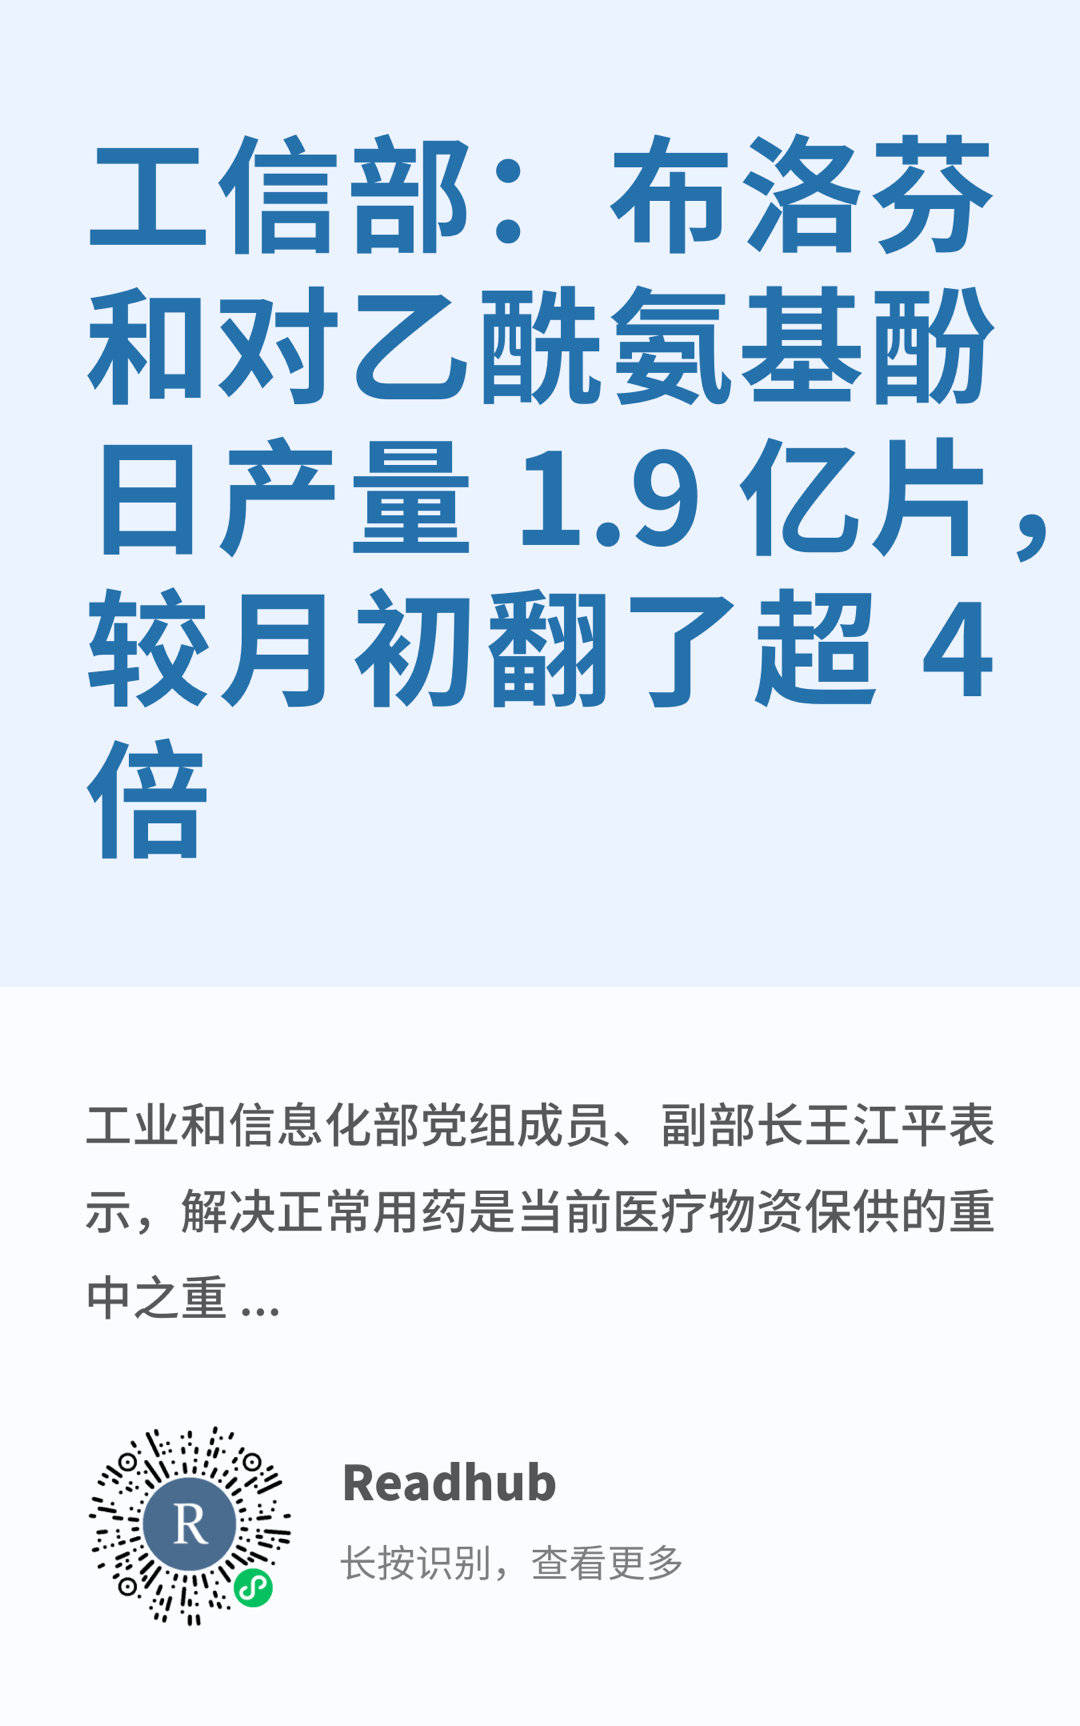 工信部：布洛芬
和对乙酰氨基酚
日产量 1.9 亿片，
较月初翻了超 4
倍
工业和信息化部党组成员、副部长王江平表
示，解决正常用药是当前医疗物资保供的重
中之重 ...
R
Readhub
长按识别，查看更多